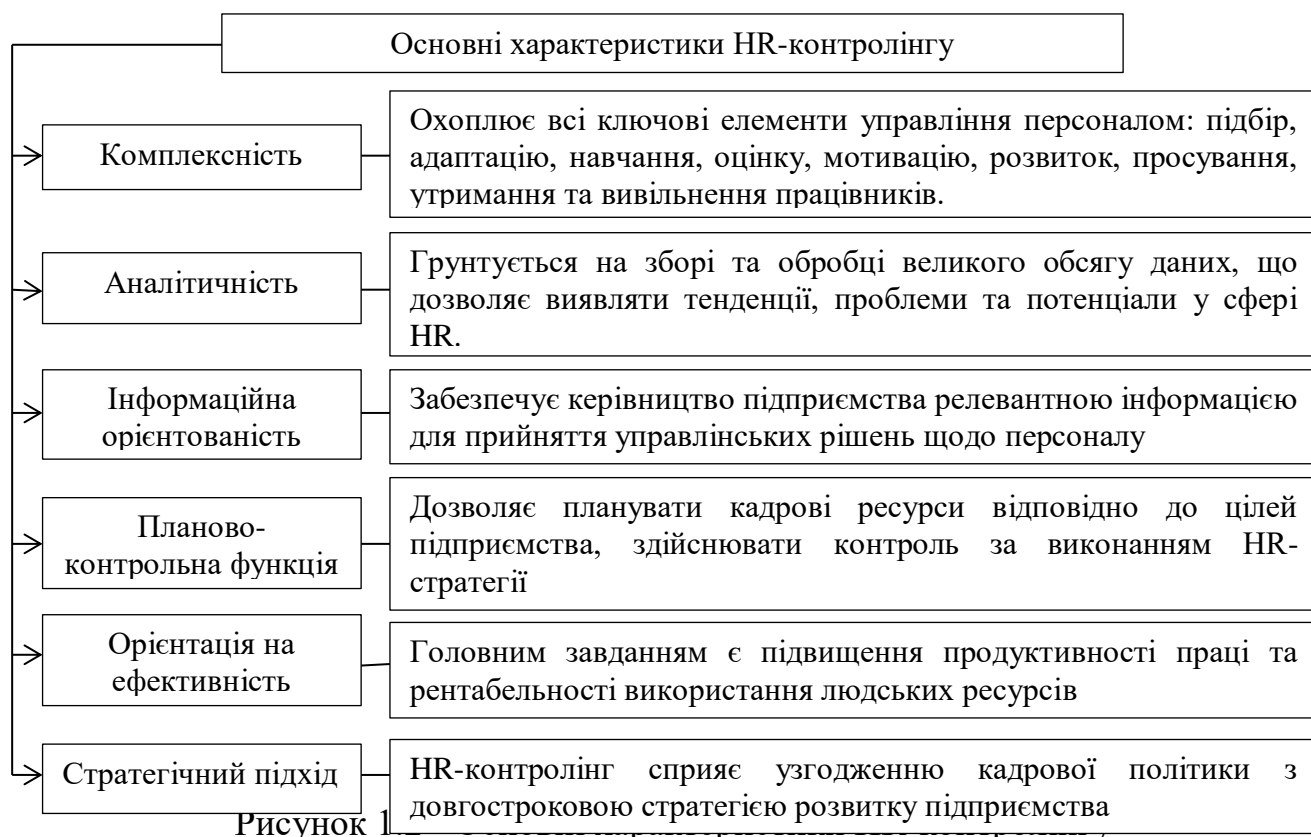 Основні характеристики HR-контролінгу
Комплексність
Охоплює всі ключові елементи управління персоналом: підбір,
адаптацію, навчання, оцінку, мотивацію, розвиток, просування,
утримання та вивільнення працівників.
Аналітичність
Грунтується на зборі та обробці великого обсягу даних, що
дозволяє виявляти тенденції, проблеми та потенціали у сфері
HR.
Інформаційна
орієнтованість
Забезпечує керівництво підприємства релевантною інформацією
для прийняття управлінських рішень щодо персоналу
Планово-
контрольна функція
Дозволяє планувати кадрові ресурси відповідно до цілей
підприємства, здійснювати контроль за виконанням HR-
стратегії
Орієнтація на
ефективність
Головним завданням є підвищення продуктивності праці та
рентабельності використання людських ресурсів
Стратегічний підхід
HR-контролінг сприяє узгодженню кадрової політики з
довгостроковою стратегією розвитку підприємства
Рисунок